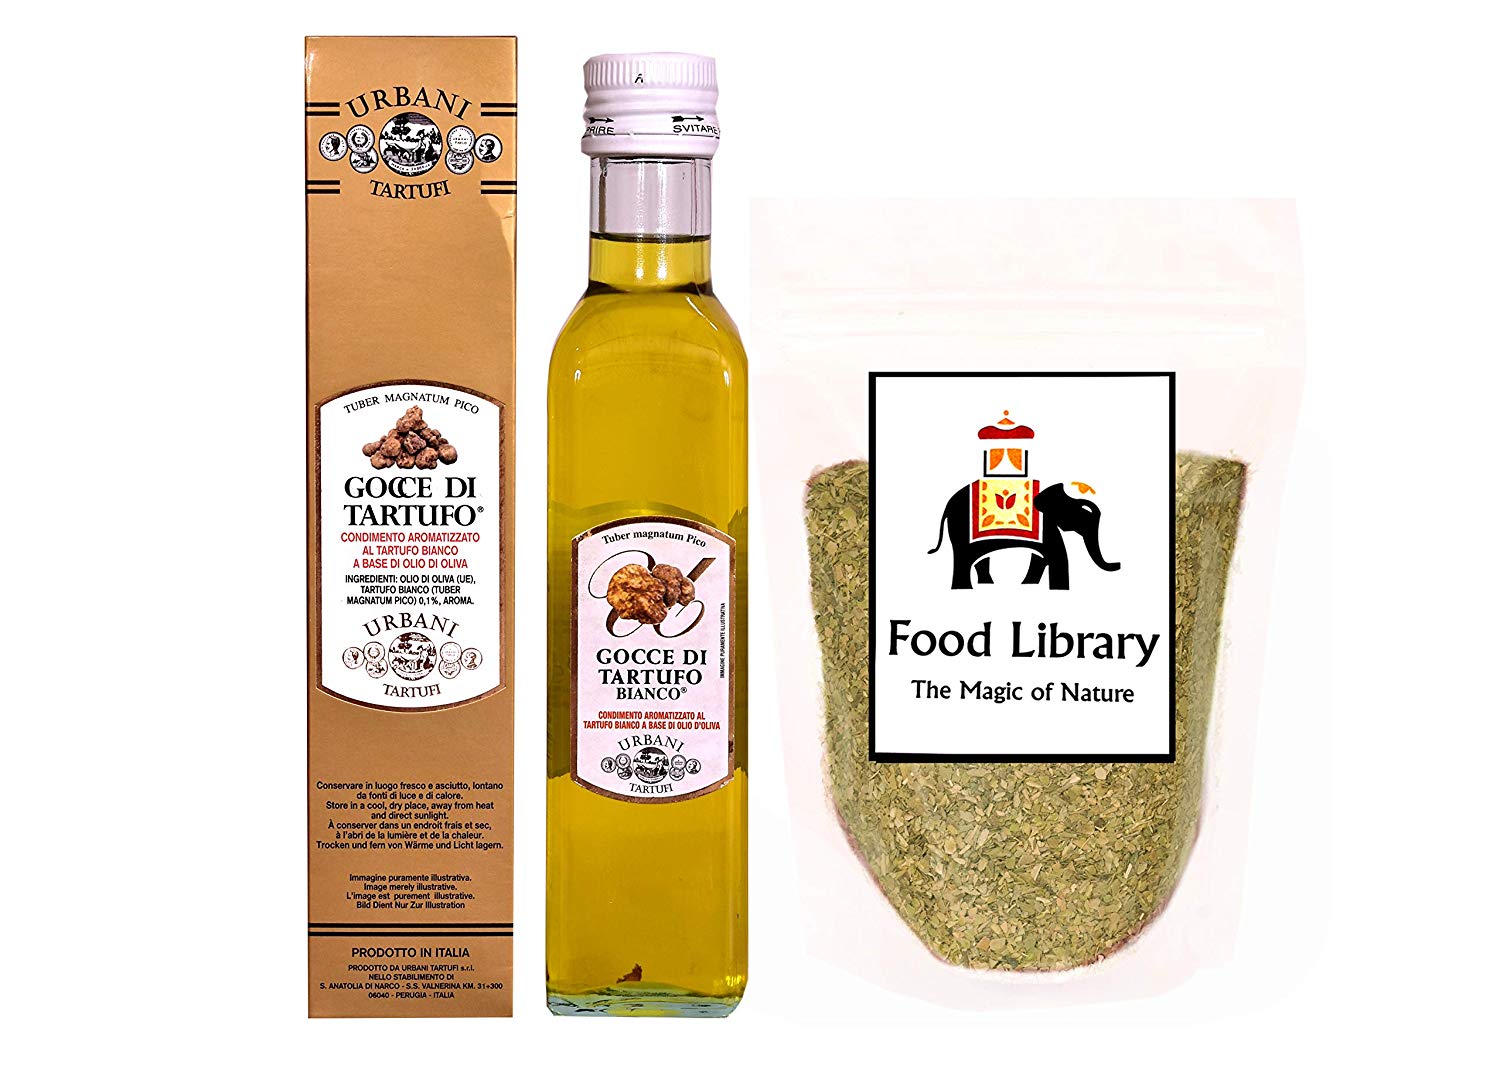 URBANI
TARTUFI
TUBER MAGNATUM PICO
GOCCE DI
TARTUFO®
CONDIMENTO AROMATIZZATO
AL TARTUFO BIANCO
A BASE DI OLIO DI OLIVA
INGREDIENTI: OLIO DI OLIVA (UE),
TARTUFO BIANCO (TUBER
MAGNATUM PICO) 0,1%, AROMA.
URBANI
TARTUFI
Conservare in luogo fresco e asciutto, lontano
da fonti di luce e di calore.
Store in a cool, dry place, away from heat
and direct sunlight.
À conserver dans un endroit frais et sec,
à l'abri de la lumière et de la chaleur.
Trocken und fern von Wärme und Licht lagern.
Immagine puramente illustrativa.
Image merely illustrative.
L'image est purement illustrative.
Bild Dient Nur Zur Illustration
PRODOTTO IN ITALIA
PRODOTTO DA URBANI TARTUFI s.r.l.
NELLO STABILIMENTO DI
S. ANATOLIA DI NARCO - S.S. VALNERINA KM. 31+300
06040 - PERUGIA - ITALIA
SVITARE
Tuber magnatum Pico
IMMAGINE PURAMENTE ILLUSTRATIVA
GOCCE DI
TARTUFO
BIANCO®
CONDIMENTO AROMATIZZATO AL
TARTUFO BIANCO A BASE DI OLIO D'OLIVA
URBANI
TARTUFI
Food Library
The Magic of Nature